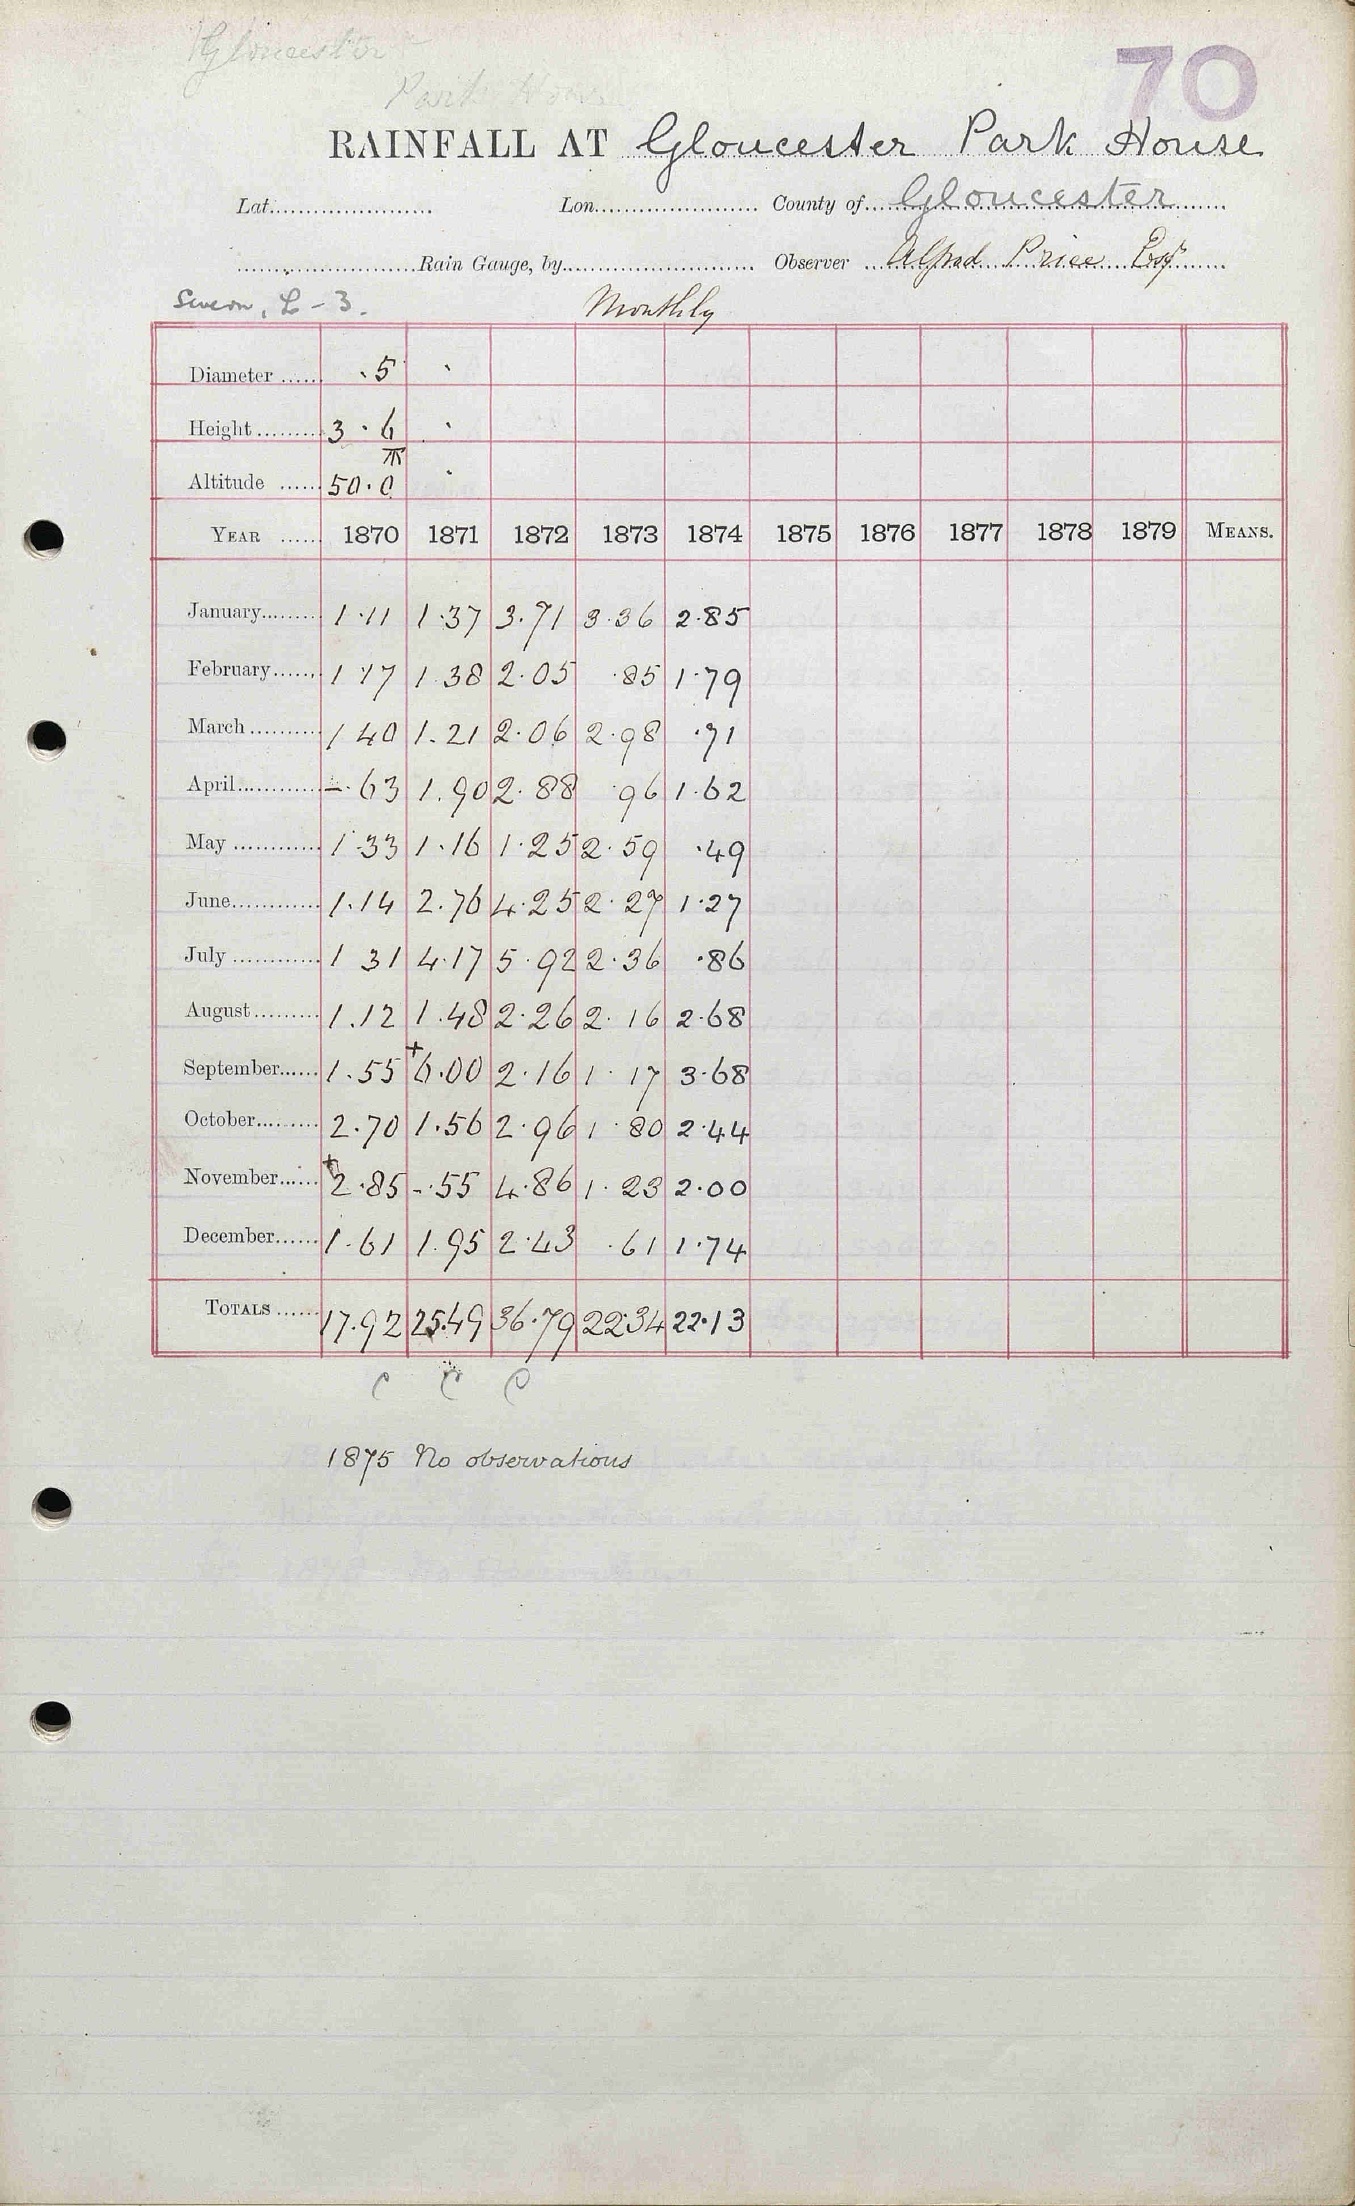 Gloucester
Park House
70
RAINFALL AT Gloucester Park House
Lat. Lon. County of Gloucester
Rain Gauge, by Observer Alfred Price Esqr
Severn, L-3. Monthly
Diameter .5
Height 3.6
Altitude 50.0
YEAR 1870 1871 1872 1873 1874 1875 1876 1877 1878 1879 MEANS.
January 1.11 1.37 3.71 3.36 2.85
February 1.17 1.38 2.05 .85 1.79
March 1 40 1.21 2.06 2.98 .71
April -.63 1.90 2.88 .96 1.62
May 1.33 1.16 1.25 2.59 .49
June 1.14 2.76 4.25 2.27 1.27
July 1 31 4.17 5.92 2.36 .86
August 1.12 1.48 2.26 2.16 2.68
September 1.55 +6.00 2.16 1.17 3.68
October 2.70 1.56 2.96 1.80 2.44
November +2.85 -.55 4.86 1.23 2.00
December 1.61 1.95 2.43 .61 1.74
TOTALS 17.92 25.49 36.79 22.34 22.13
C C C
1875 No observations